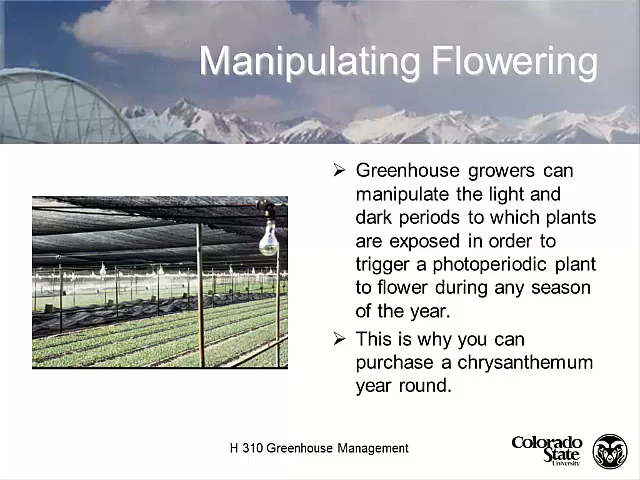 Manipulating Flowering
➢ Greenhouse growers can
manipulate the light and
dark periods to which plants
are exposed in order to
trigger a photoperiodic plant
to flower during any season
of the year.
➢ This is why you can
purchase a chrysanthemum
year round.
H 310 Greenhouse Management
Colorado
State
University